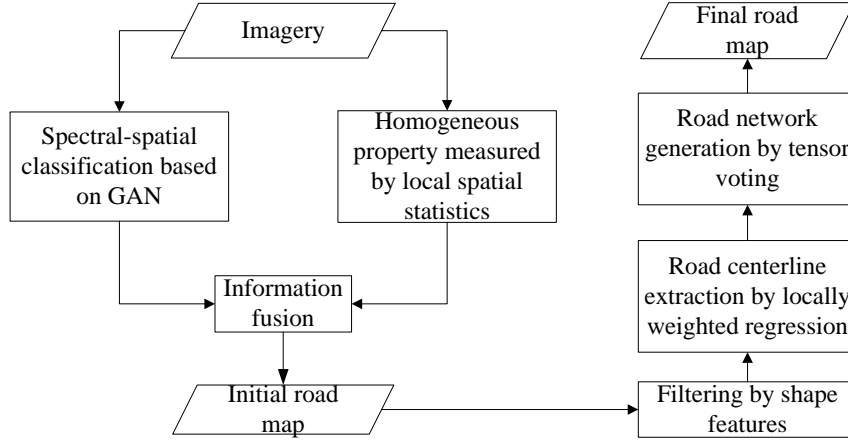 Imagery
Spectral-spatial
classification based
on GAN
Homogeneous
property measured
by local spatial
statistics
Information
fusion
Initial road
map
Filtering by shape
features
Road centerline
extraction by locally
weighted regression
Road network
generation by tensor
voting
Final road
map